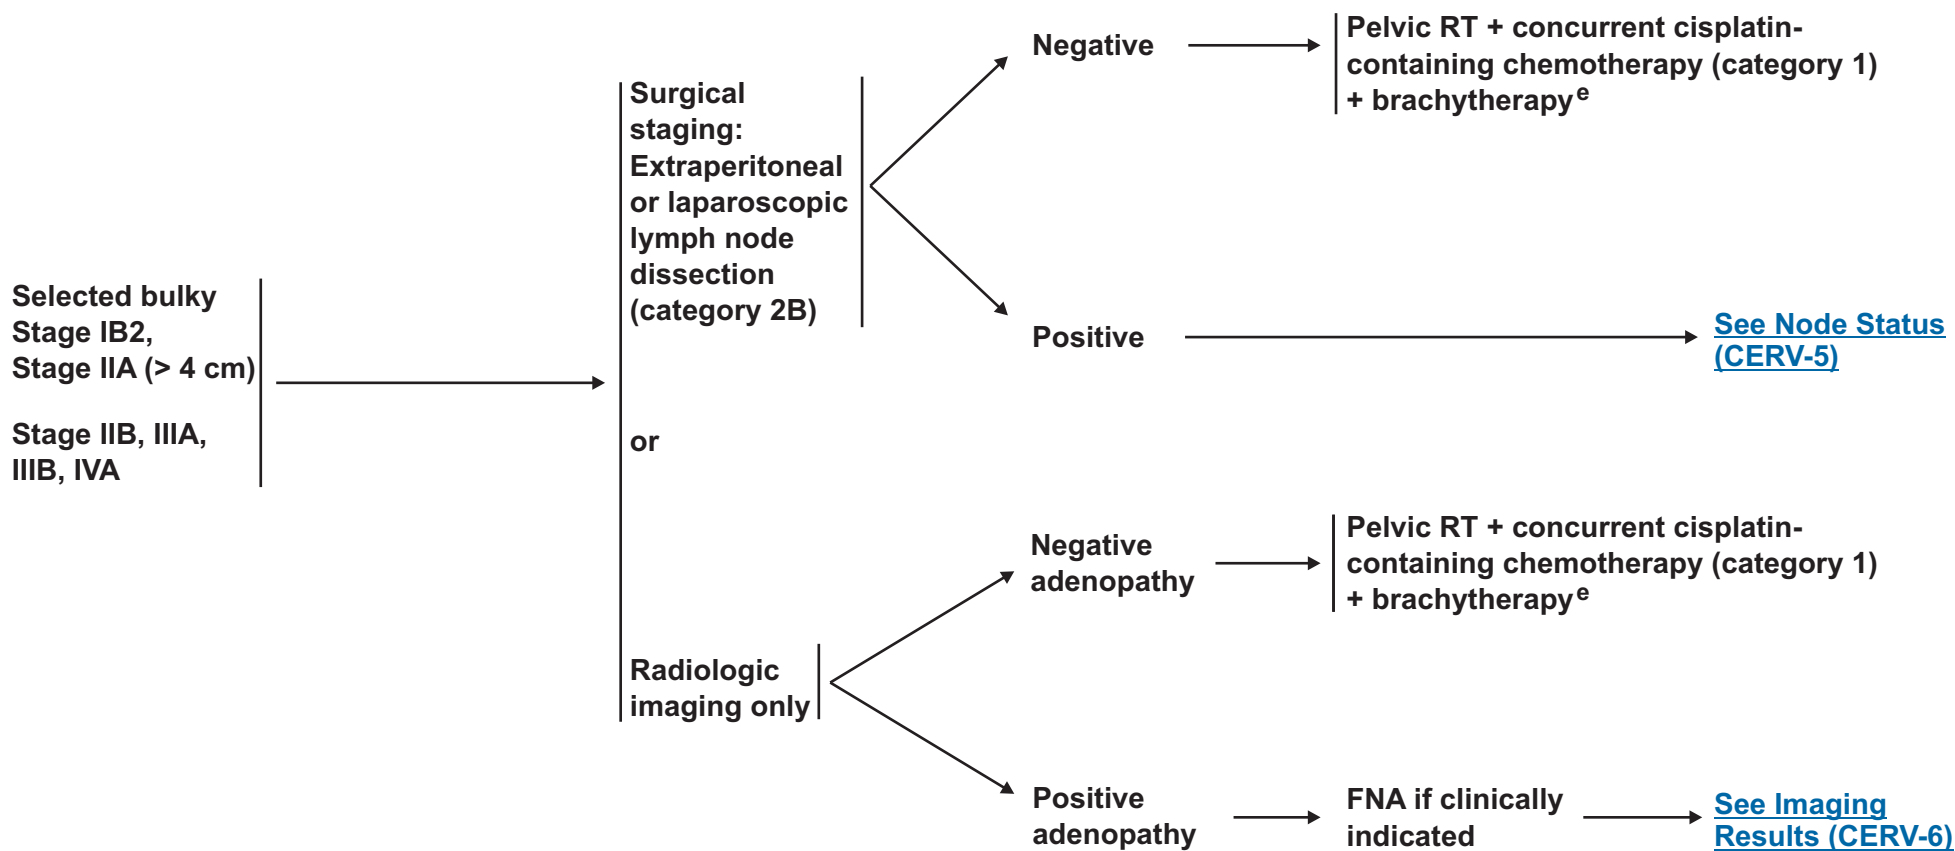 Selected bulky
Stage IB2,
Stage IIA (> 4 cm)
Stage IIB, IIIA,
IIIB, IVA
Surgical
staging:
Extraperitoneal
or laparoscopic
lymph node
dissection
(category 2B)
or
Radiologic
imaging only
Negative
Pelvic RT + concurrent cisplatin-
containing chemotherapy (category 1)
+ brachytherapy e
Positive
See Node Status
(CERV-5)
Negative
adenopathy
Pelvic RT + concurrent cisplatin-
containing chemotherapy (category 1)
+ brachytherapy e
Positive
adenopathy
FNA if clinically
indicated
See Imaging
Results (CERV-6)